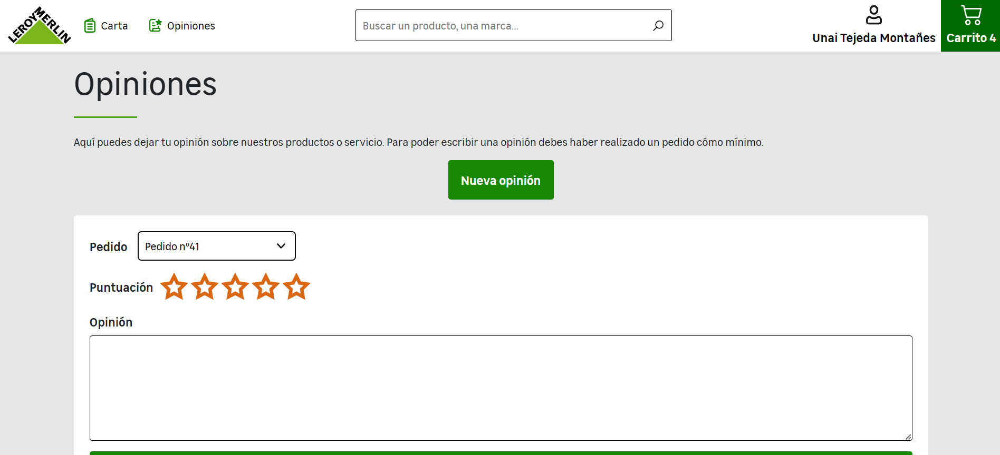 LEROY MERLIN
Carta
Opiniones
Buscar un producto, una marca...
Unai Tejeda Montañes
Carrito 4
Opiniones
Aquí puedes dejar tu opinión sobre nuestros productos o servicio. Para poder escribir una opinión debes haber realizado un pedido cómo mínimo.
Nueva opinión
Pedido
Pedido nº41
Puntuación
Opinión